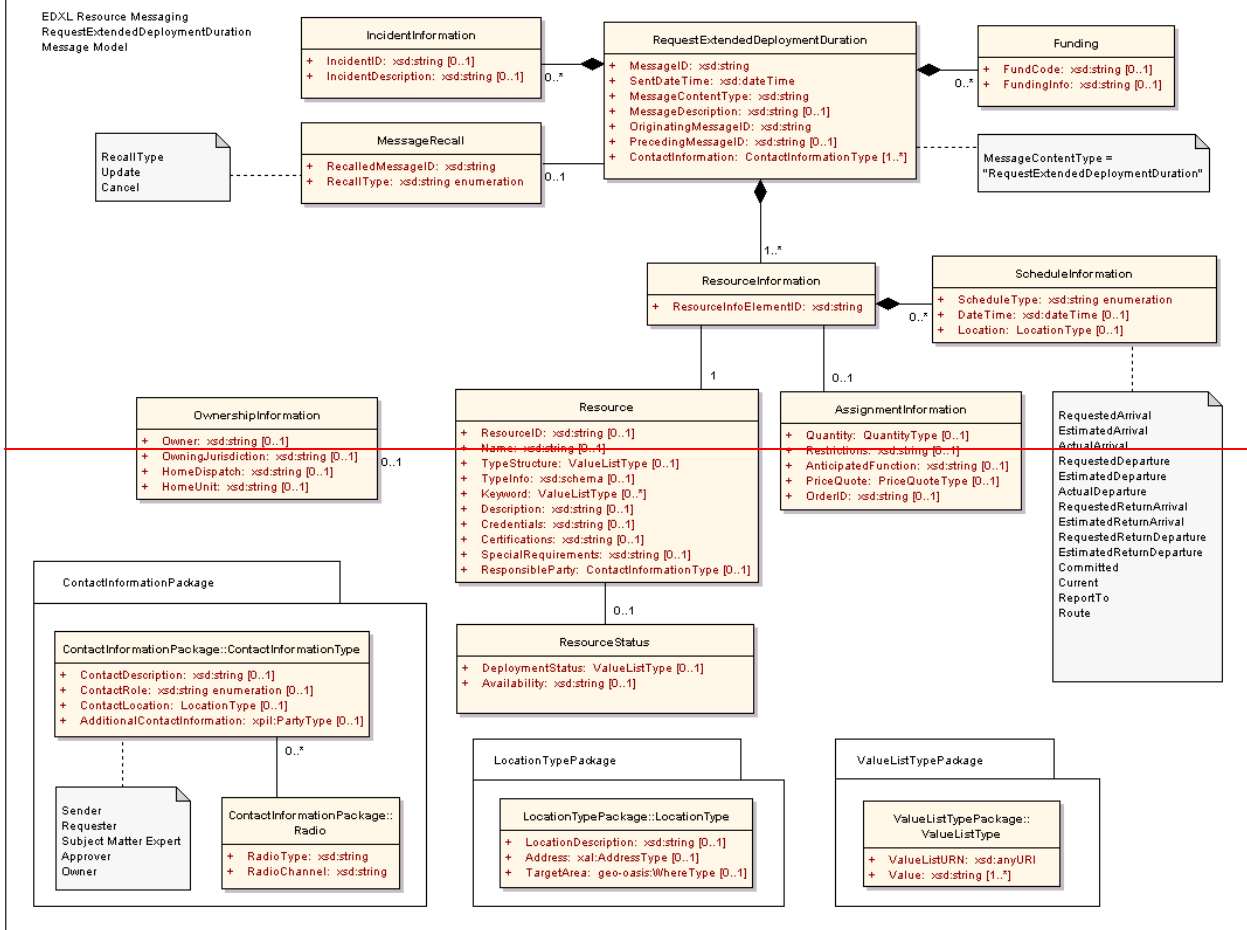 EDXL Resource Messaging
RequestExtendedDeploymentDuration
Message Model
IncidentInformation
+ IncidentID: xsd:string [0..1]
+ IncidentDescription: xsd:string [0..1]
0..*
RequestExtendedDeploymentDuration
+ MessageID: xsd:string
+ SentDateTime: xsd:dateTime
+ MessageContentType: xsd:string
+ MessageDescription: xsd:string [0..1]
+ OriginatingMessageID: xsd:string
+ PrecedingMessageID: xsd:string [0..1]
+ ContactInformation: ContactInformationType [1..*]
Funding
+ FundCode: xsd:string [0..1]
+ FundingInfo: xsd:string [0..1]
0..*
RecallType
Update
Cancel
MessageRecall
+ RecalledMessageID: xsd:string
+ RecallType: xsd:string enumeration
0..1
MessageContentType =
"RequestExtendedDeploymentDuration"
1..*
ResourceInformation
+ ResourceInfoElementID: xsd:string
0..*
ScheduleInformation
+ ScheduleType: xsd:string enumeration
+ DateTime: xsd:dateTime [0..1]
+ Location: LocationType [0..1]
1
0..1
OwnershipInformation
+ Owner: xsd:string [0..1]
+ OwningJurisdiction: xsd:string [0..1]
+ HomeDispatch: xsd:string [0..1]
+ HomeUnit: xsd:string [0..1]
0..1
Resource
+ ResourceID: xsd:string [0..1]
+ Name: xsd:string [0..1]
+ TypeStructure: ValueListType [0..1]
+ TypeInfo: xsd:schema [0..1]
+ Keyword: ValueListType [0..*]
+ Description: xsd:string [0..1]
+ Credentials: xsd:string [0..1]
+ Certifications: xsd:string [0..1]
+ SpecialRequirements: xsd:string [0..1]
+ ResponsibleParty: ContactInformationType [0..1]
AssignmentInformation
+ Quantity: QuantityType [0..1]
+ Restrictions: xsd:string [0..1]
+ AnticipatedFunction: xsd:string [0..1]
+ PriceQuote: PriceQuoteType [0..1]
+ OrderID: xsd:string [0..1]
RequestedArrival
EstimatedArrival
ActualArrival
RequestedDeparture
EstimatedDeparture
ActualDeparture
RequestedReturnArrival
EstimatedReturnArrival
RequestedReturnDeparture
EstimatedReturnDeparture
Committed
Current
ReportTo
Route
0..1
ResourceStatus
+ DeploymentStatus: ValueListType [0..1]
+ Availability: xsd:string [0..1]
ContactInformationPackage
ContactInformationPackage::ContactInformationType
+ ContactDescription: xsd:string [0..1]
+ ContactRole: xsd:string enumeration [0..1]
+ ContactLocation: LocationType [0..1]
+ AdditionalContactInformation: xpil:PartyType [0..1]
0..*
Sender
Requester
Subject Matter Expert
Approver
Owner
ContactInformationPackage::
Radio
+ RadioType: xsd:string
+ RadioChannel: xsd:string
LocationTypePackage
LocationTypePackage::LocationType
+ LocationDescription: xsd:string [0..1]
+ Address: xal:AddressType [0..1]
+ TargetArea: geo-oasis:WhereType [0..1]
ValueListTypePackage
ValueListTypePackage::
ValueListType
+ ValueListURN: xsd:anyURI
+ Value: xsd:string [1..*]